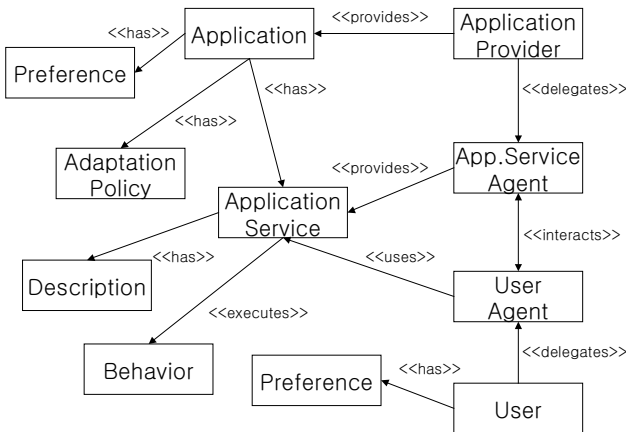 <<has>>
Application
<<provides>>
Application
Provider
Preference
<<has>>
<<has>>
<<delegates>>
Adaptation
Policy
<<provides>>
App.Service
Agent
Application
Service
<<interacts>>
<<has>>
<<uses>>
Description
User
Agent
<<executes>>
<<delegates>>
Behavior
Preference
<<has>>
User